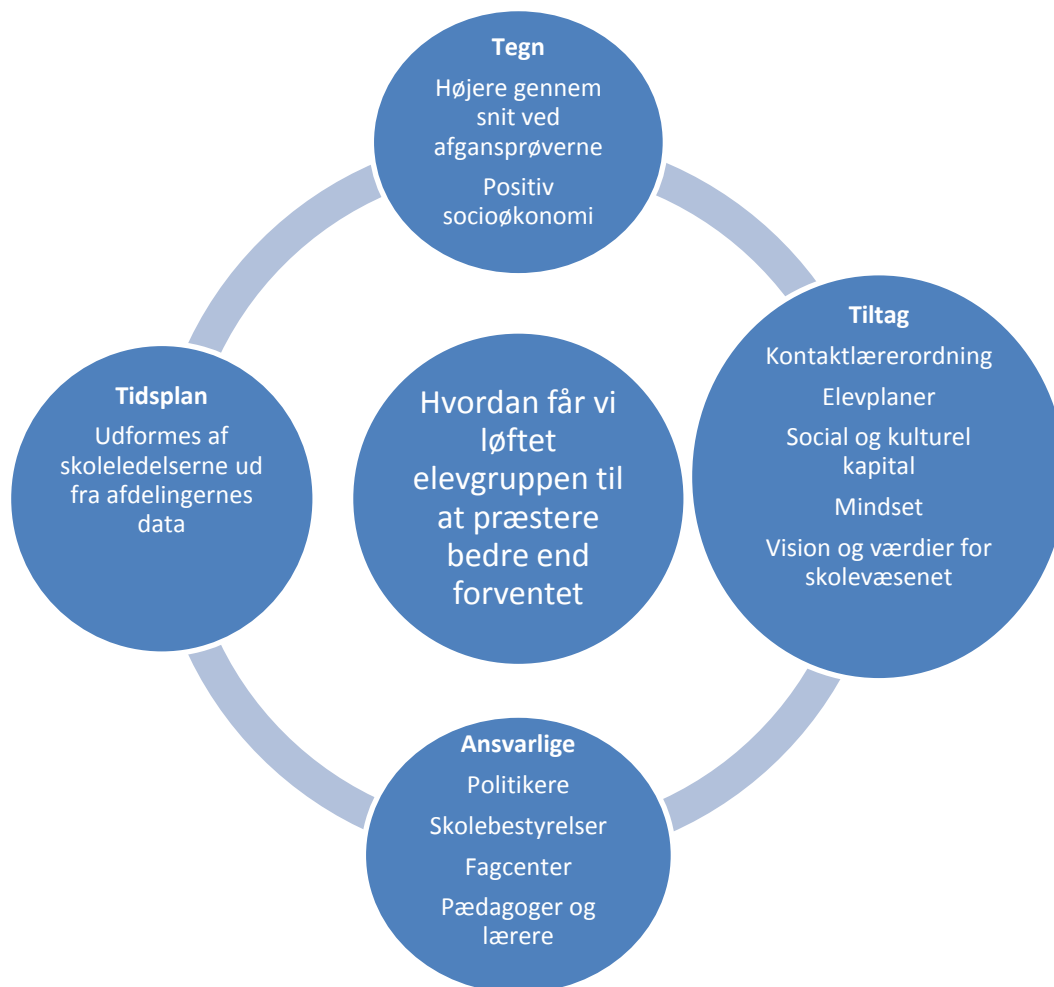 Tegn
Højere gennem
snit ved
afgansprøverne
Positiv
socioøkonomi
Tiltag
Kontaktlærerordning
Elevplaner
Social og kulturel
kapital
Mindset
Vision og værdier for
skolevæsenet
Hvordan får vi
løftet
elevgruppen til
at præstere
bedre end
forventet
Tidsplan
Udformes af
skoleledelserne ud
fra afdelingernes
data
Ansvarlige
Politikere
Skolebestyrelser
Fagcenter
Pædagoger og
lærere